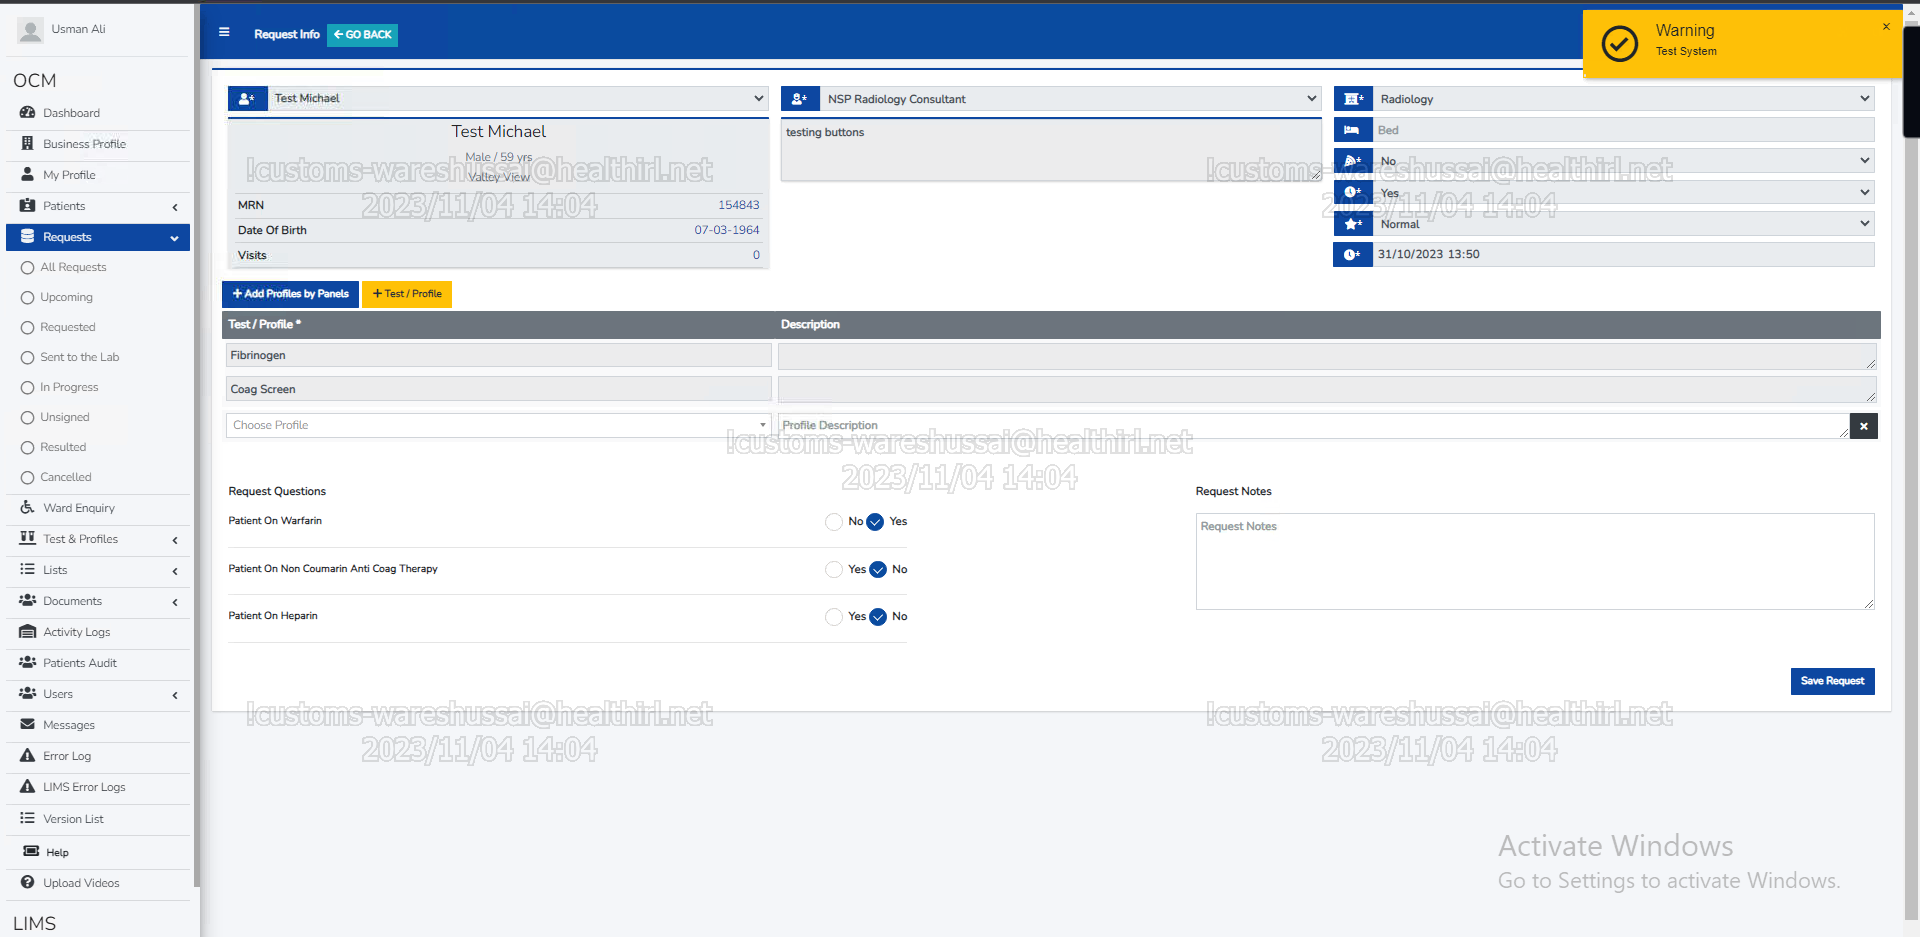 Usman Ali
OCM
Dashboard
Business Profile
My Profile
Patients
Requests
All Requests
Upcoming
Requested
Sent to the Lab
In Progress
Unsigned
Resulted
Cancelled
Ward Enquiry
Test & Profiles
Lists
Documents
Activity Logs
Patients Audit
Users
Messages
Error Log
LIMS Error Logs
Version List
Help
Upload Videos
LIMS
Request Info GO BACK
Warning
Test System
Test Michael
Test Michael
Male / 59 yrs
Valley View
MRN 154843
Date Of Birth 07-03-1964
Visits 0
NSP Radiology Consultant
testing buttons
Radiology
Bed
No
Yes
Normal
31/10/2023 13:50
+ Add Profiles by Panels + Test / Profile
Test / Profile * Description
Fibrinogen
Coag Screen
Choose Profile Profile Description
Request Questions
Patient On Warfarin No Yes
Patient On Non Coumarin Anti Coag Therapy Yes No
Patient On Heparin Yes No
Request Notes
Request Notes
Save Request
!customs-wareshussai@healthirl.net
2023/11/04 14:04
!customs-wareshussai@healthirl.net
2023/11/04 14:04
!customs-wareshussai@healthirl.net
2023/11/04 14:04
!customs-wareshussai@healthirl.net
2023/11/04 14:04
!customs-wareshussai@healthirl.net
2023/11/04 14:04
Activate Windows
Go to Settings to activate Windows.